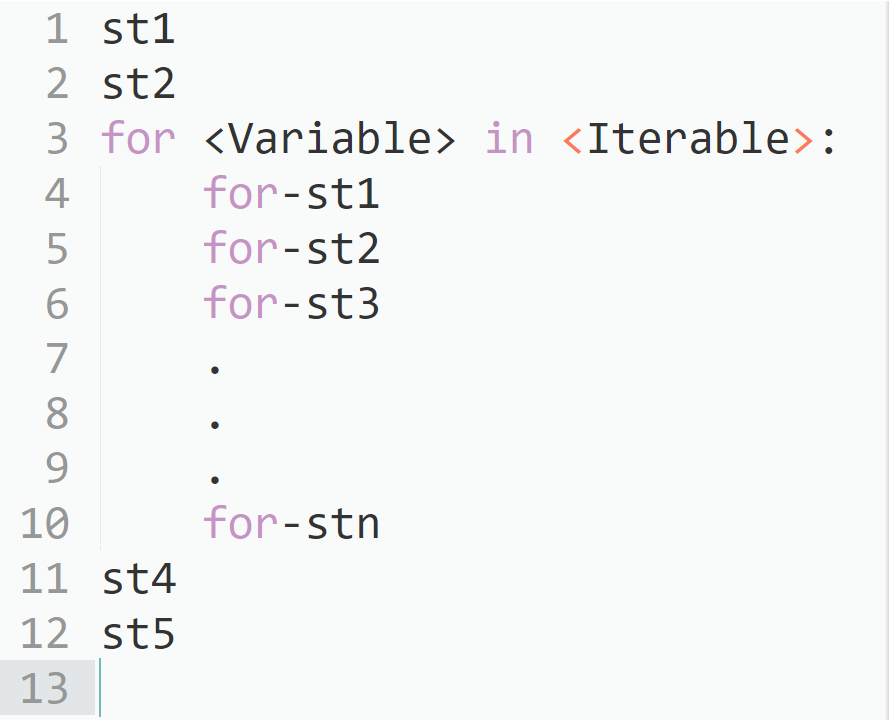 1 st1
2 st2
3 for <Variable> in <Iterable>:
4 for-st1
5 for-st2
6 for-st3
7 .
8 .
9 .
10 for-stn
11 st4
12 st5
13